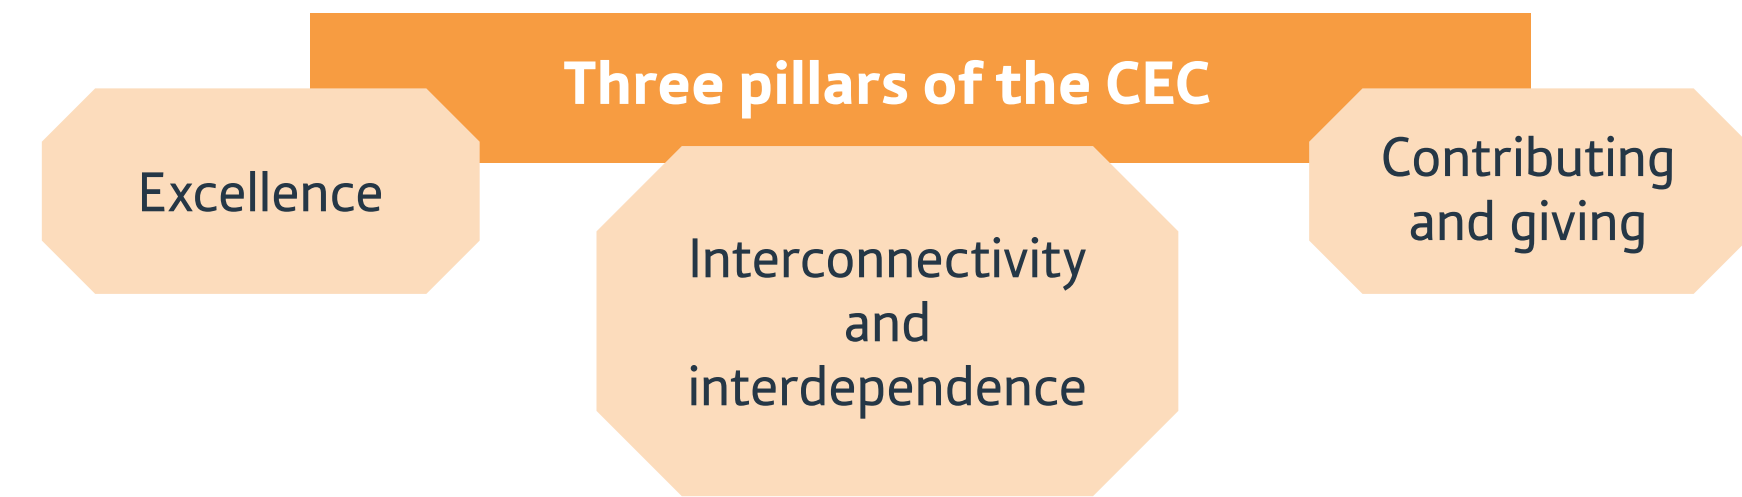 Three pillars of the CEC
Excellence
Interconnectivity
and
interdependence
Contributing
and giving